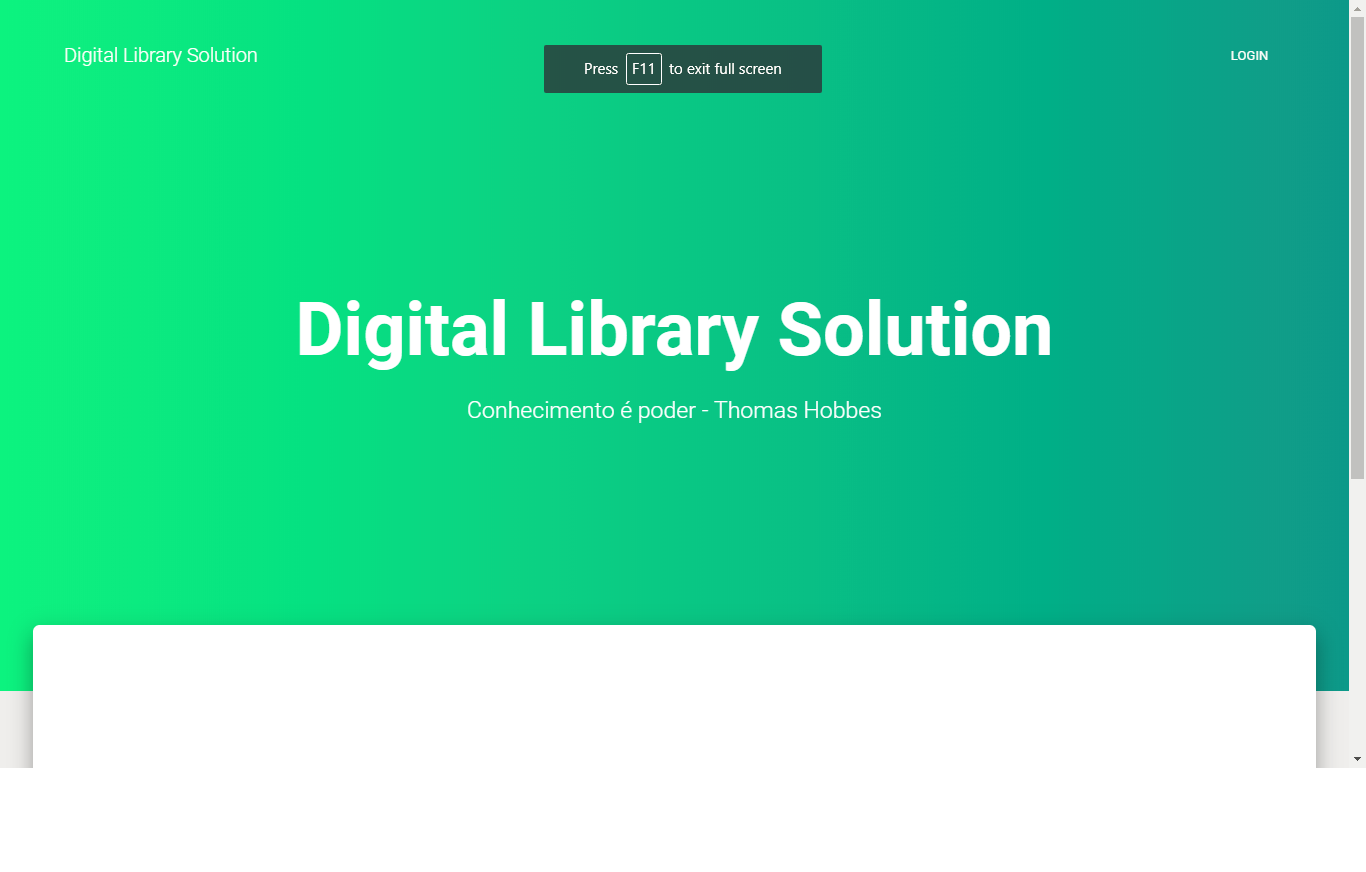 Digital Library Solution
Press F11 to exit full screen
LOGIN
Digital Library Solution
Conhecimento é poder - Thomas Hobbes